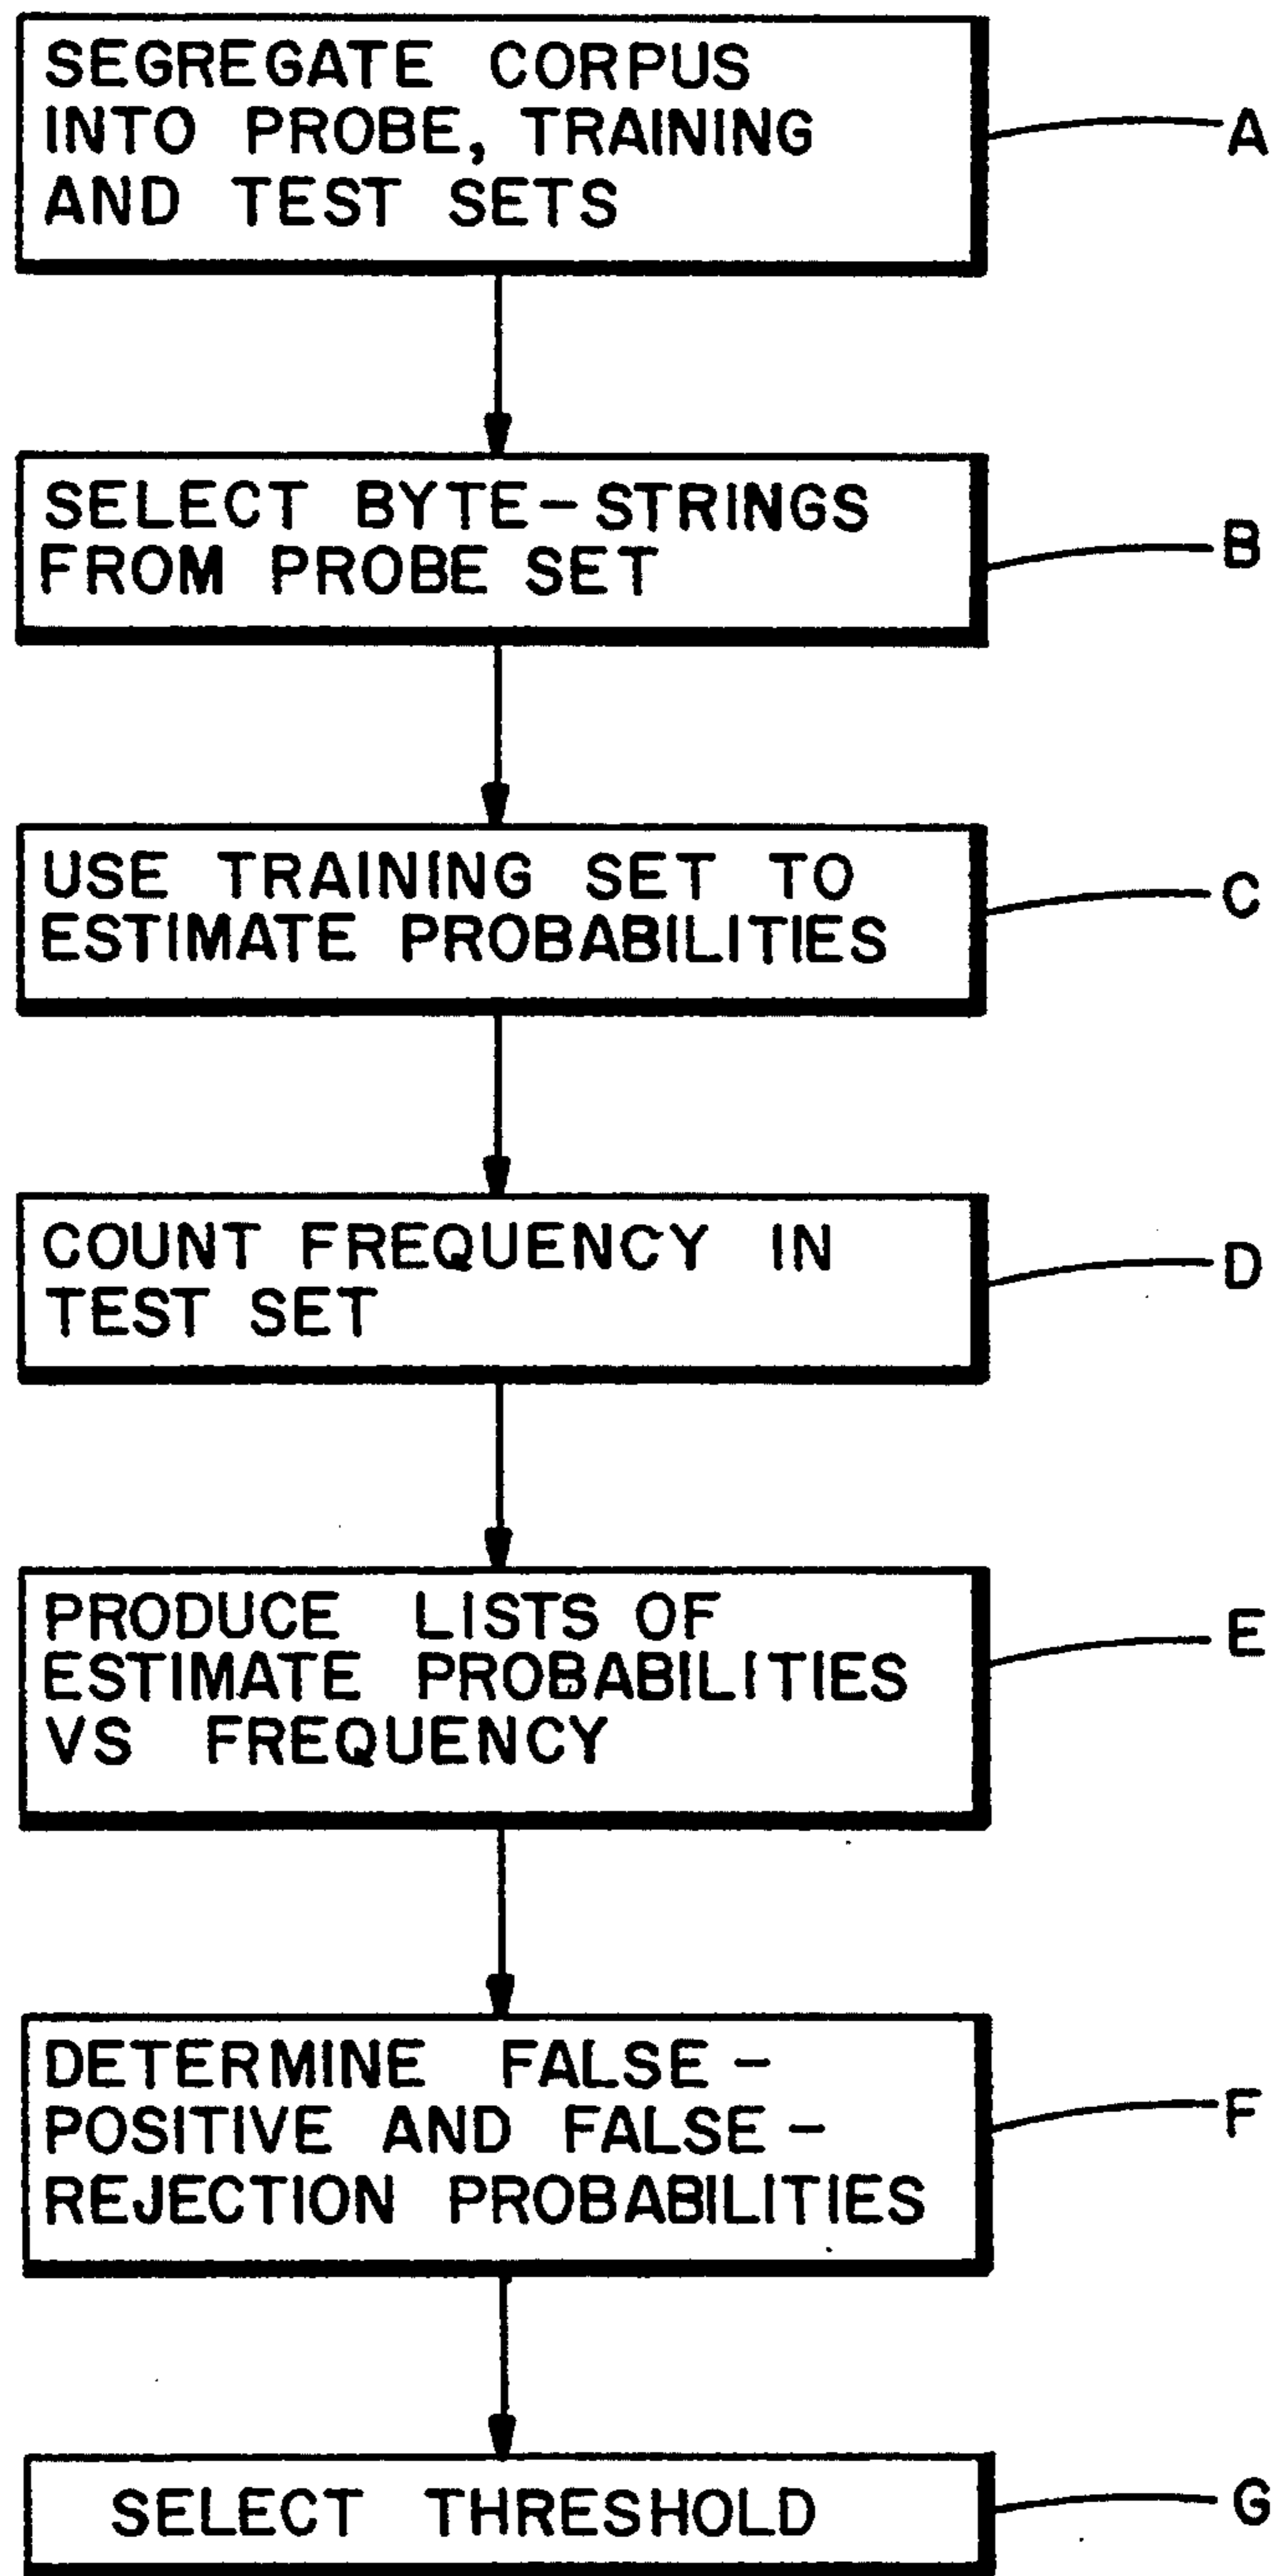 SEGREGATE CORPUS
INTO PROBE, TRAINING
AND TEST SETS
A
SELECT BYTE-STRINGS
FROM PROBE SET
B
USE TRAINING SET TO
ESTIMATE PROBABILITIES
C
COUNT FREQUENCY IN
TEST SET
D
PRODUCE LISTS OF
ESTIMATE PROBABILITIES
VS FREQUENCY
E
DETERMINE FALSE-
POSITIVE AND FALSE-
REJECTION PROBABILITIES
F
SELECT THRESHOLD
G